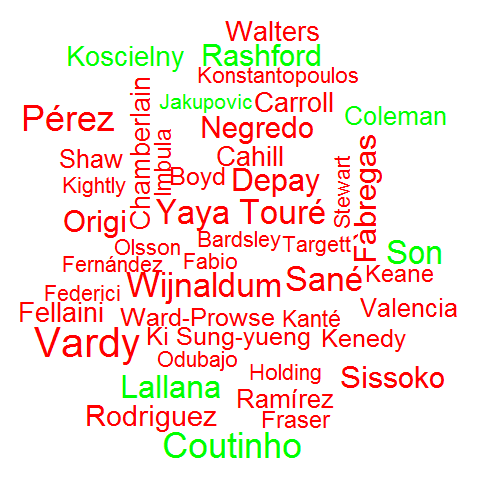 Walters
Koscielny
Rashford
Konstantopoulos
Jakupovic
Carroll
Pérez
Chamberlain
Coleman
Negredo
Imbula
Shaw
Cahill
Kightly
Boyd
Depay
Stewart
Fàbregas
Origi
Yaya Touré
Olsson
Bardsley
Targett
Son
Fernández
Fabio
Federici
Wijnaldum
Sané
Keane
Fellaini
Ward-Prowse
Kanté
Valencia
Vardy
Ki Sung-yueng
Kenedy
Odubajo
Holding
Sissoko
Lallana
Ramírez
Rodriguez
Fraser
Coutinho